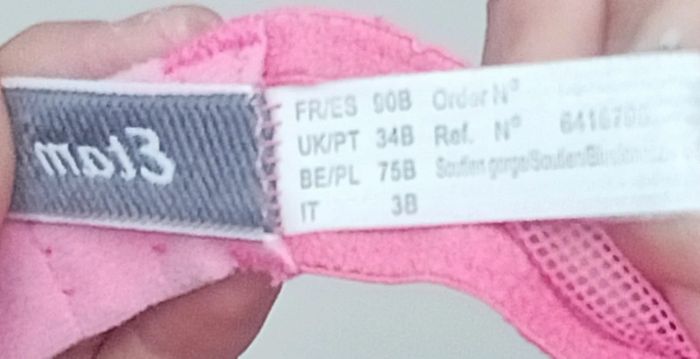 Etam
FR/ES 90B Order N°
UK/PT 34B Ref. N°
BE/PL 75B Soutien gorge/Soutien/
IT 3B